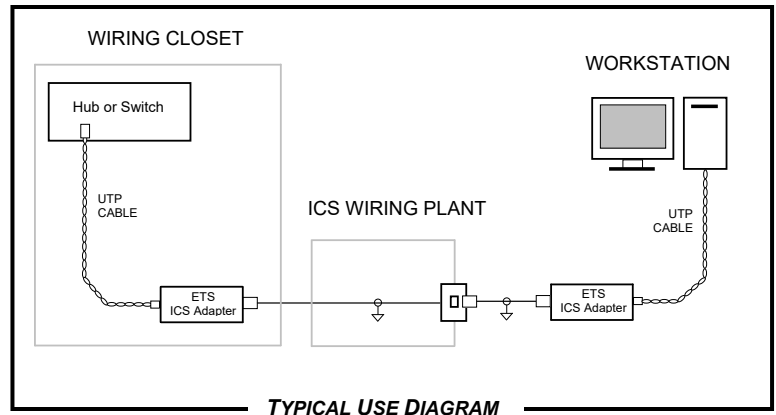 WIRING CLOSET
Hub or Switch
UTP
CABLE
ETS
ICS Adapter
ICS WIRING PLANT
WORKSTATION
UTP
CABLE
ETS
ICS Adapter
TYPICAL USE DIAGRAM